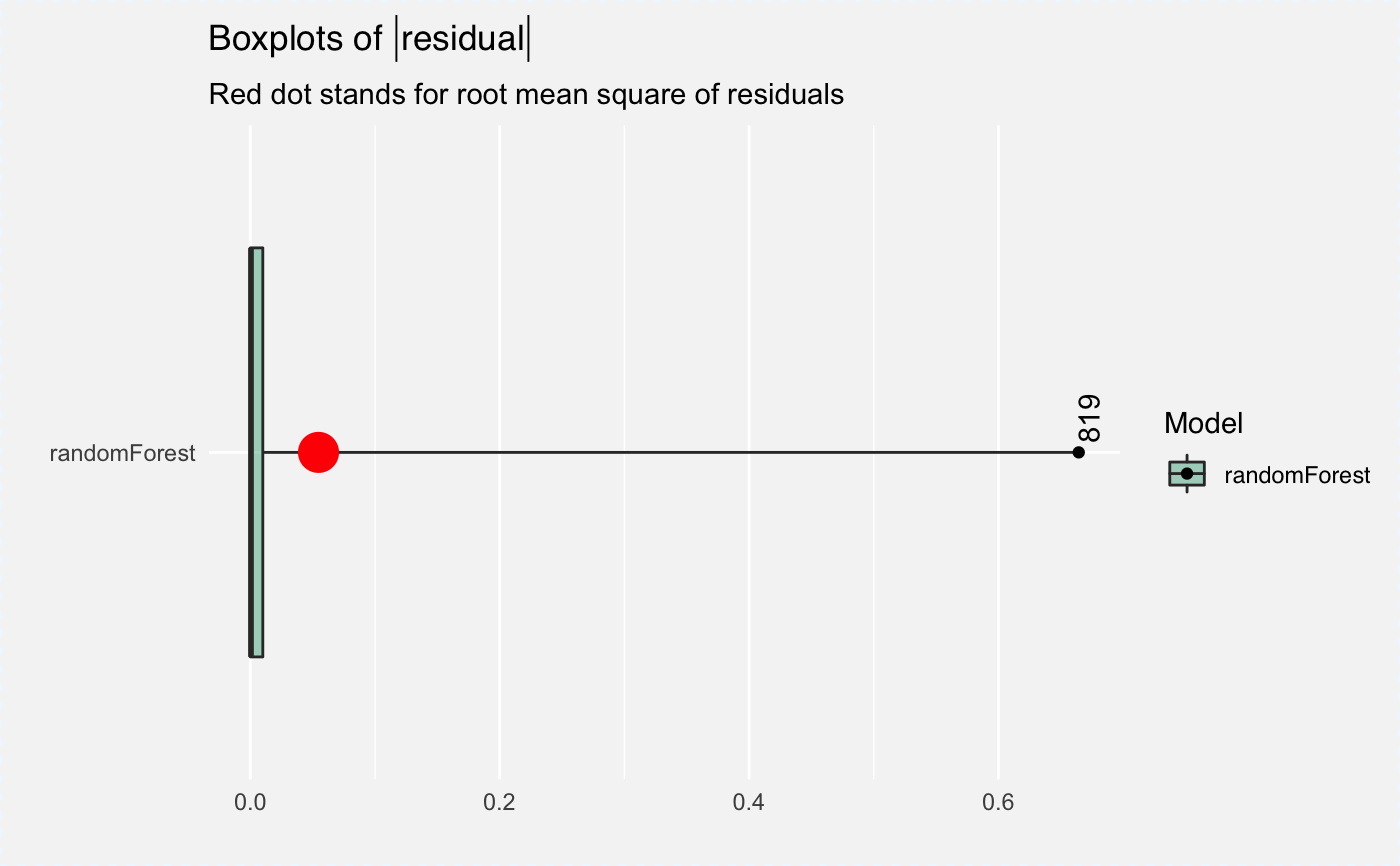 Boxplots of |residual|
Red dot stands for root mean square of residuals
randomForest
819
Model
randomForest
0.0 0.2 0.4 0.6